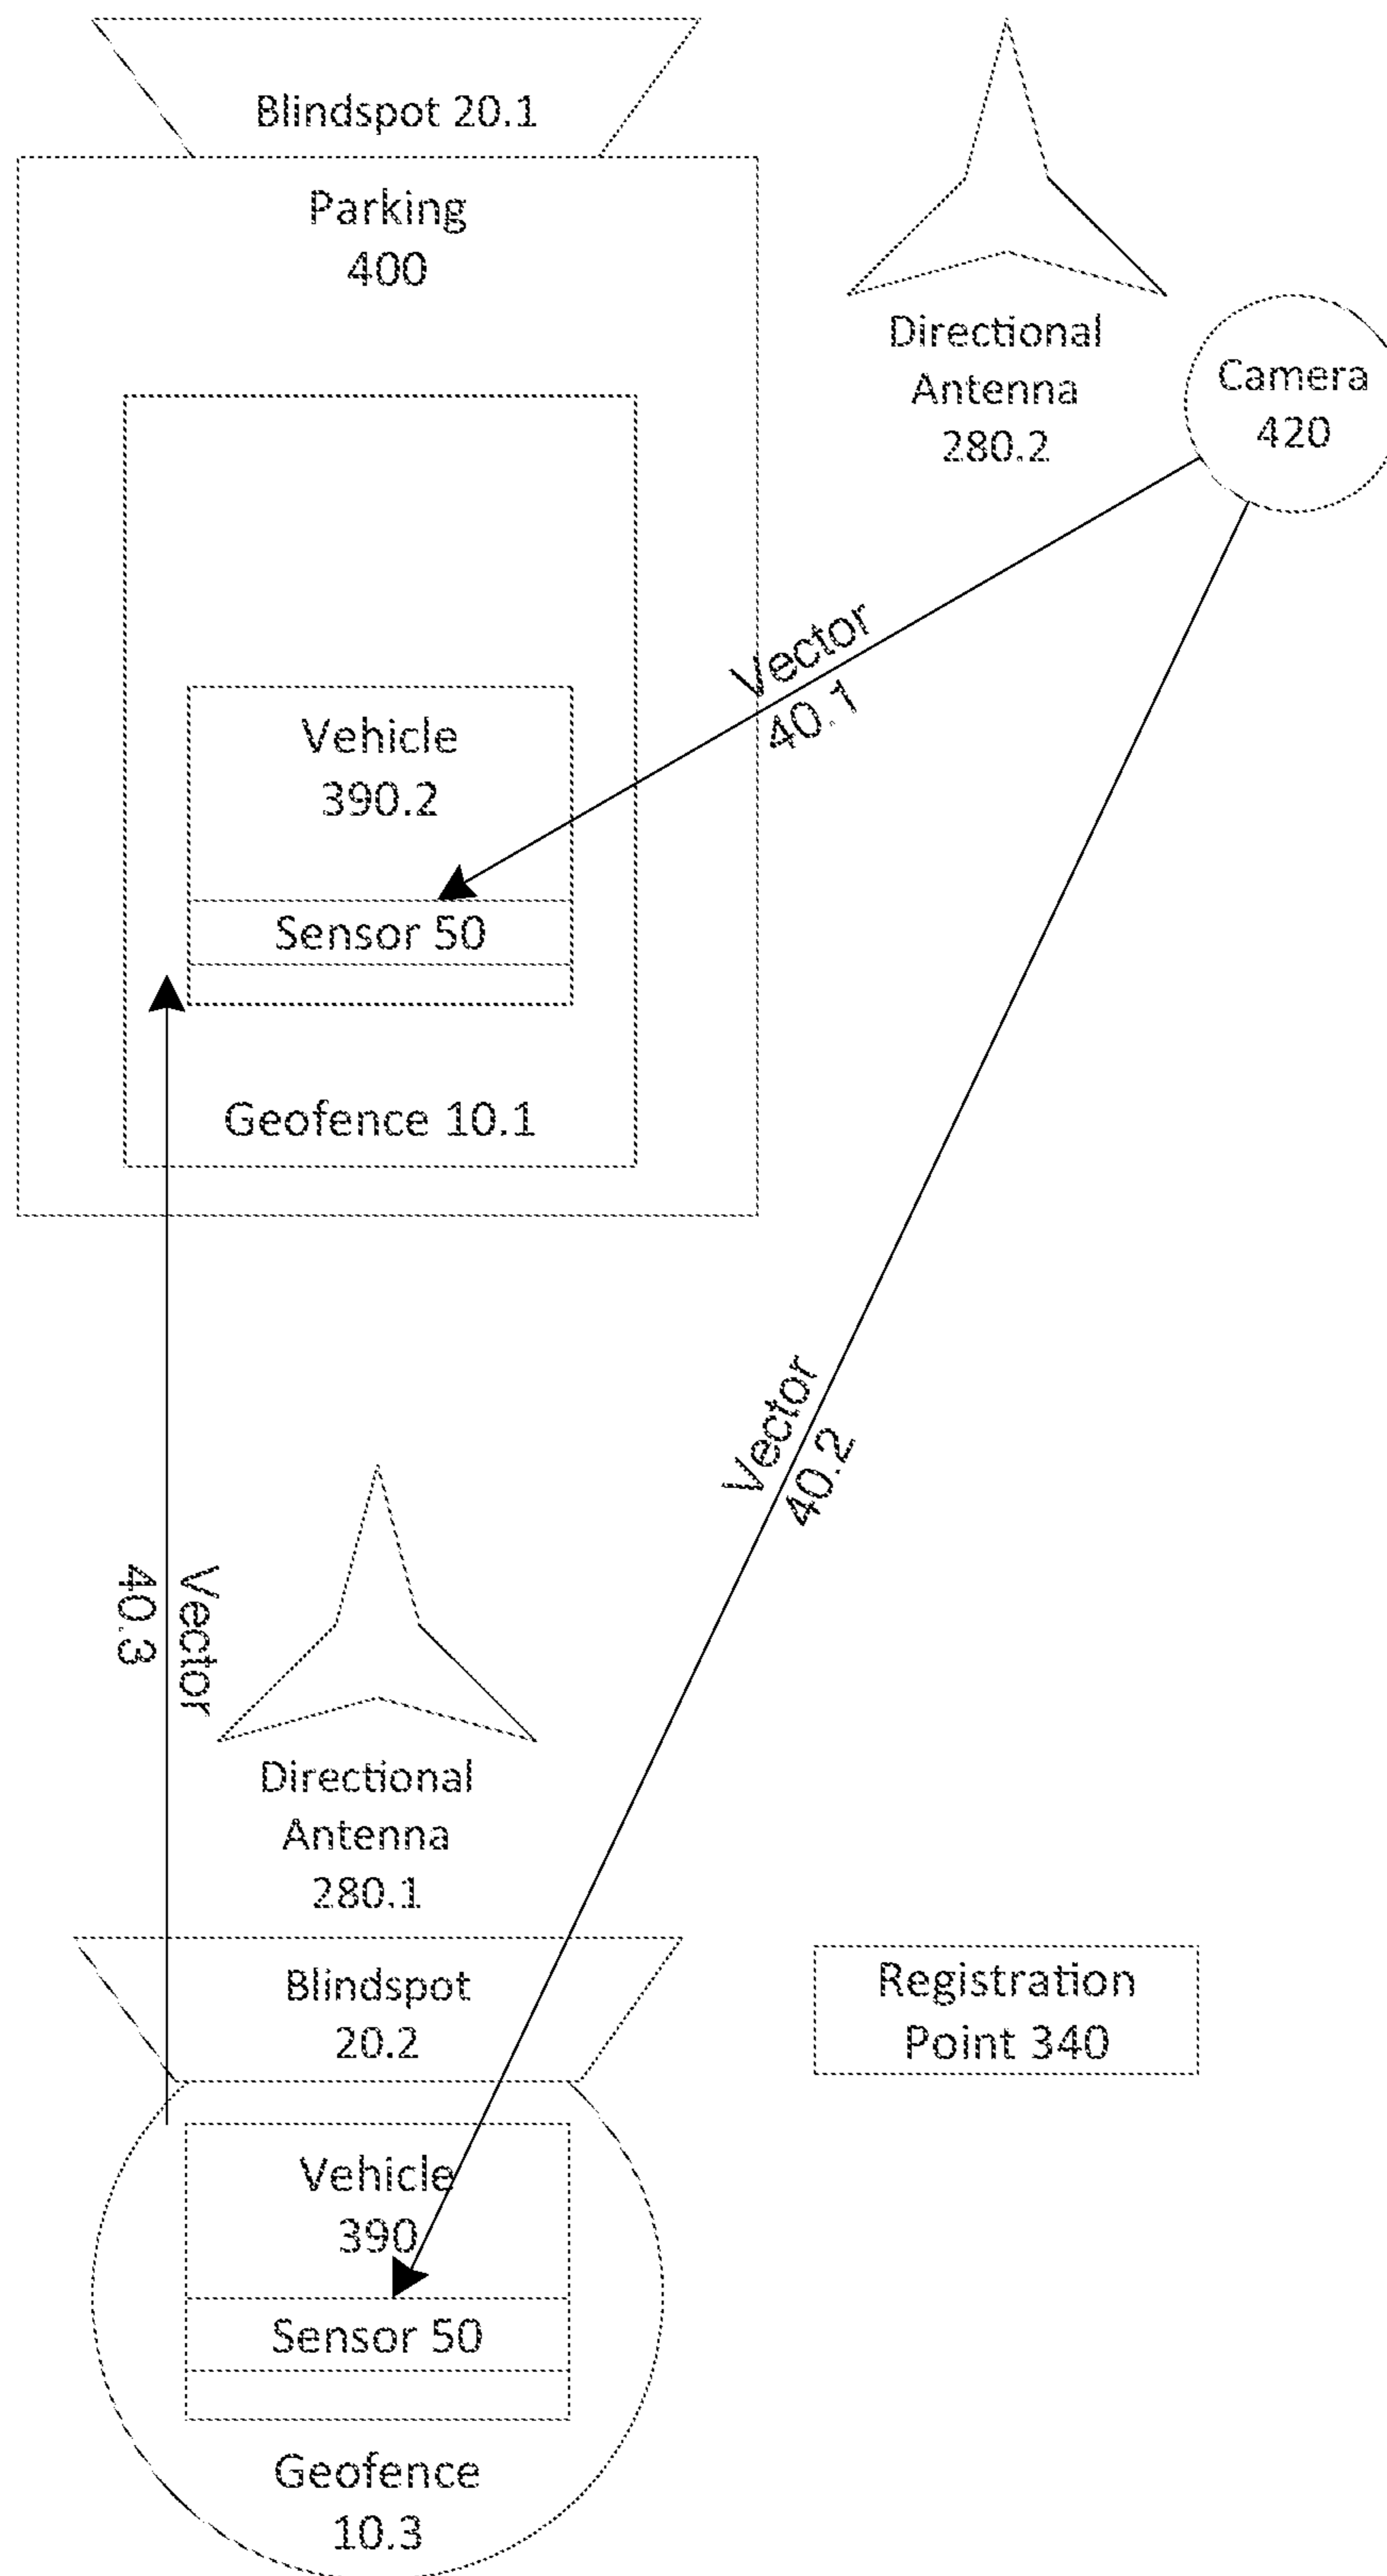 Blindspot 20.1
Parking
400
Directional
Antenna
280.2
Camera
420
Vector
40.1
Vehicle
390.2
Sensor 50
Geofence 10.1
Vector
40.2
Vector
40.3
Directional
Antenna
280.1
Blindspot
20.2
Registration
Point 340
Vehicle
390
Sensor 50
Geofence
10.3